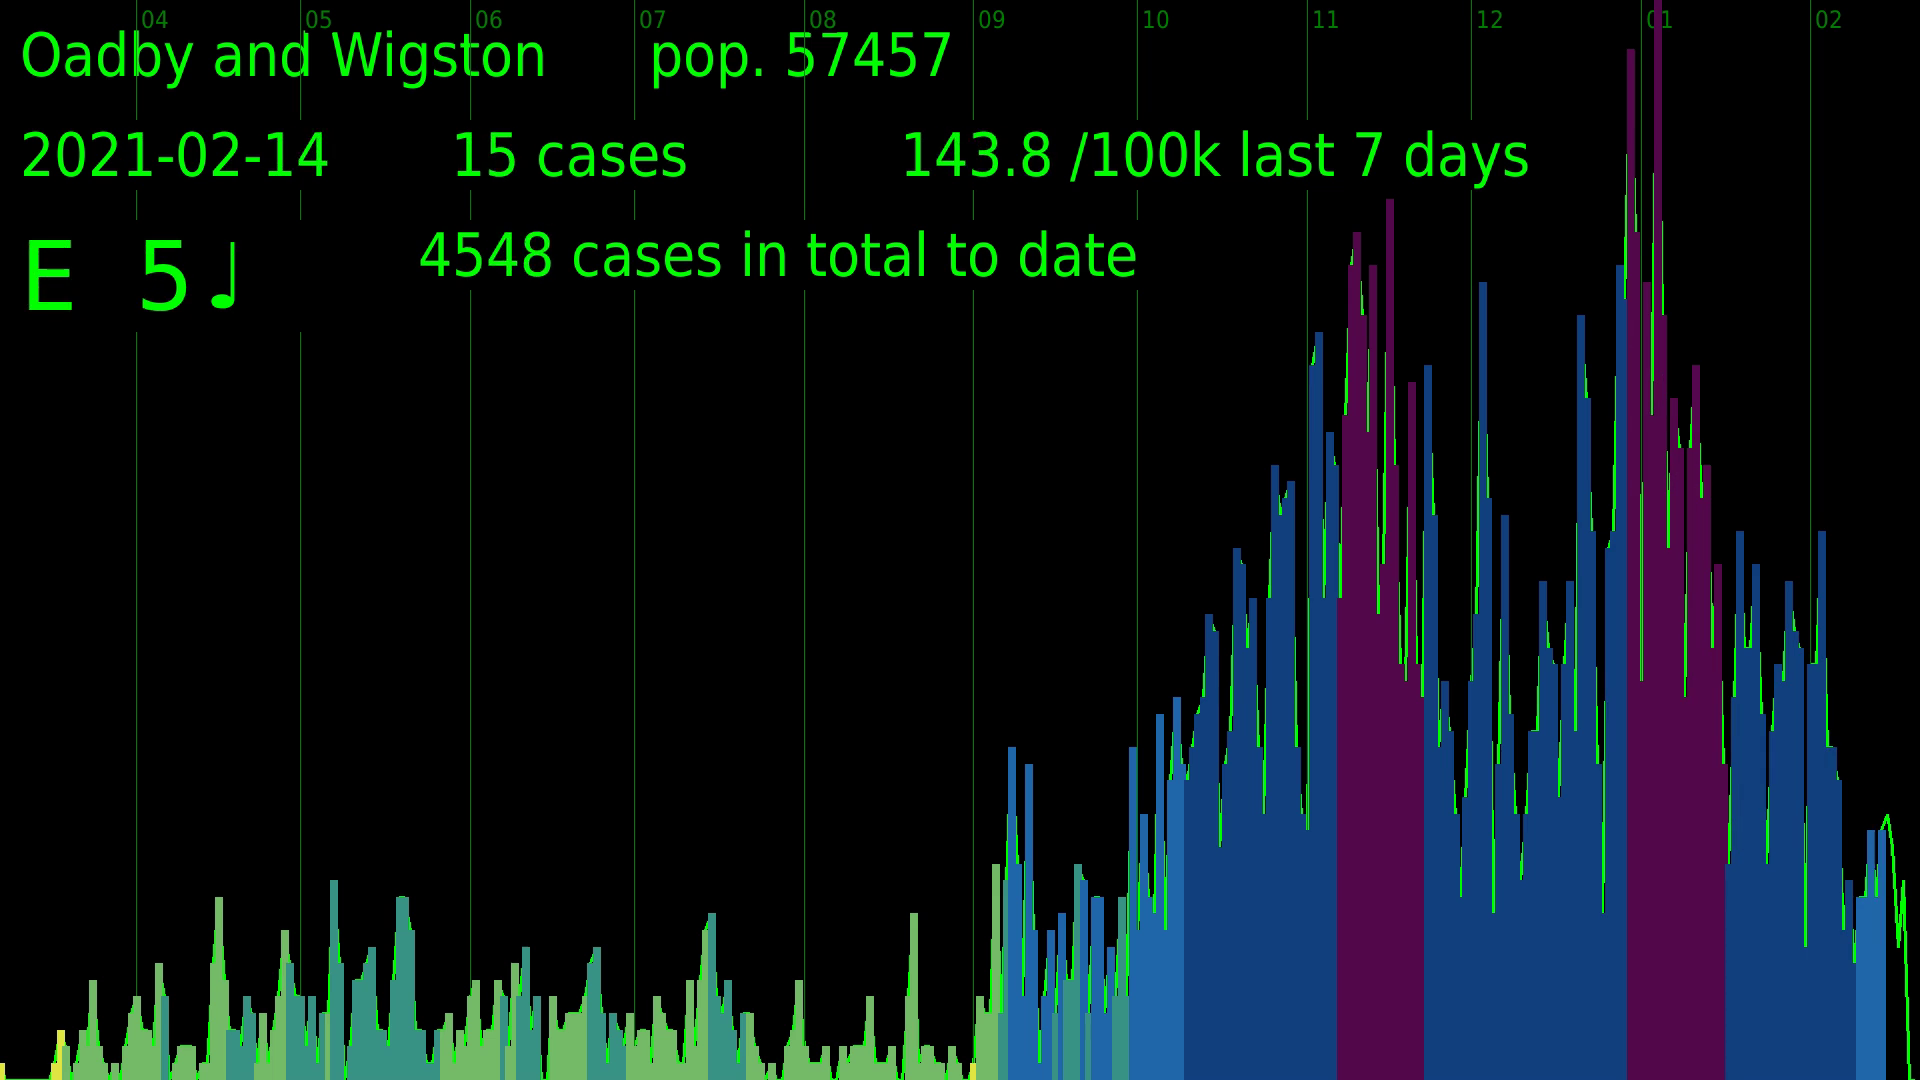 04 05 06 07 08 09 10 11 12 01 02
Oadby and Wigston pop. 57457
2021-02-14 15 cases 143.8 /100k last 7 days
E 5♩ 4548 cases in total to date